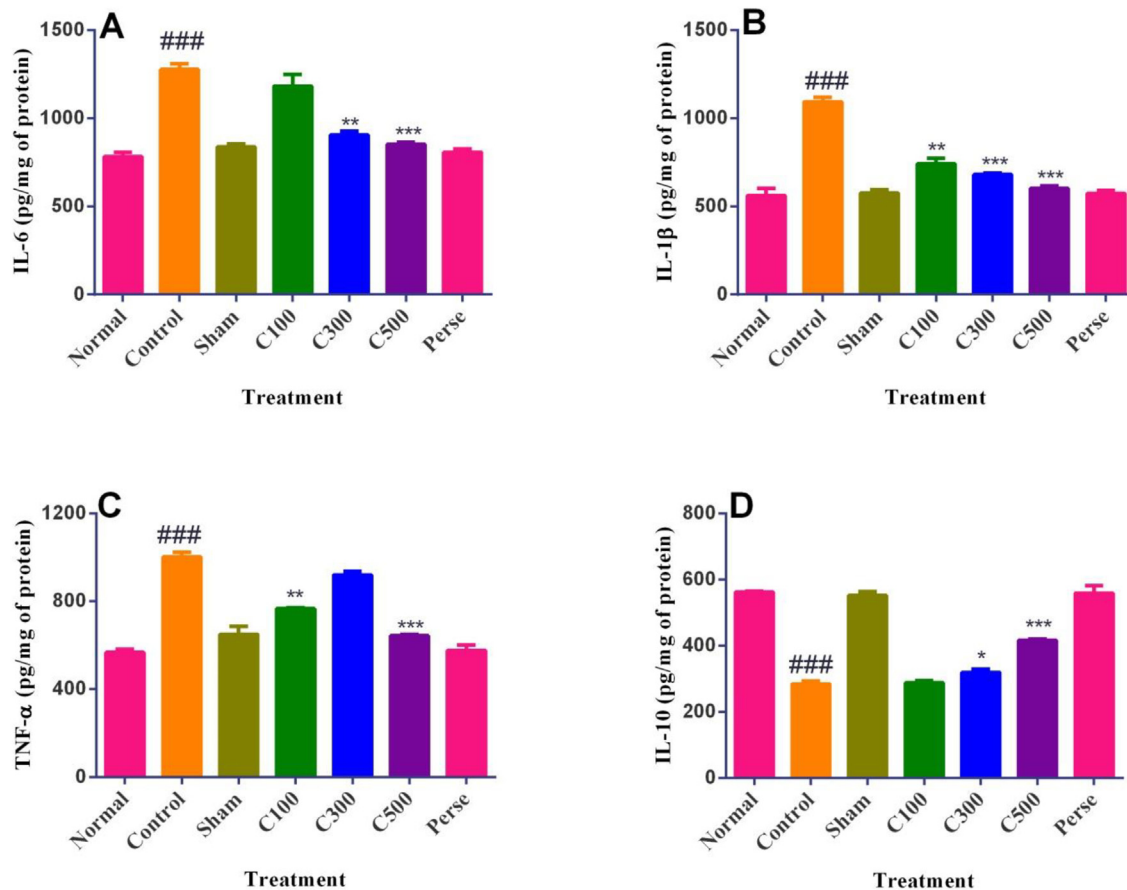 A
IL-6 (pg/mg of protein)
1500
1000
500
0
###
**
***
Normal
Control
Sham
C100
C300
C500
Perse
Treatment
B
IL-1β (pg/mg of protein)
1500
1000
500
0
###
**
***
***
Normal
Control
Sham
C100
C300
C500
Perse
Treatment
C
TNF-α (pg/mg of protein)
1200
800
400
0
###
**
***
Normal
Control
Sham
C100
C300
C500
Perse
Treatment
D
IL-10 (pg/mg of protein)
800
600
400
200
0
###
*
***
Normal
Control
Sham
C100
C300
C500
Perse
Treatment